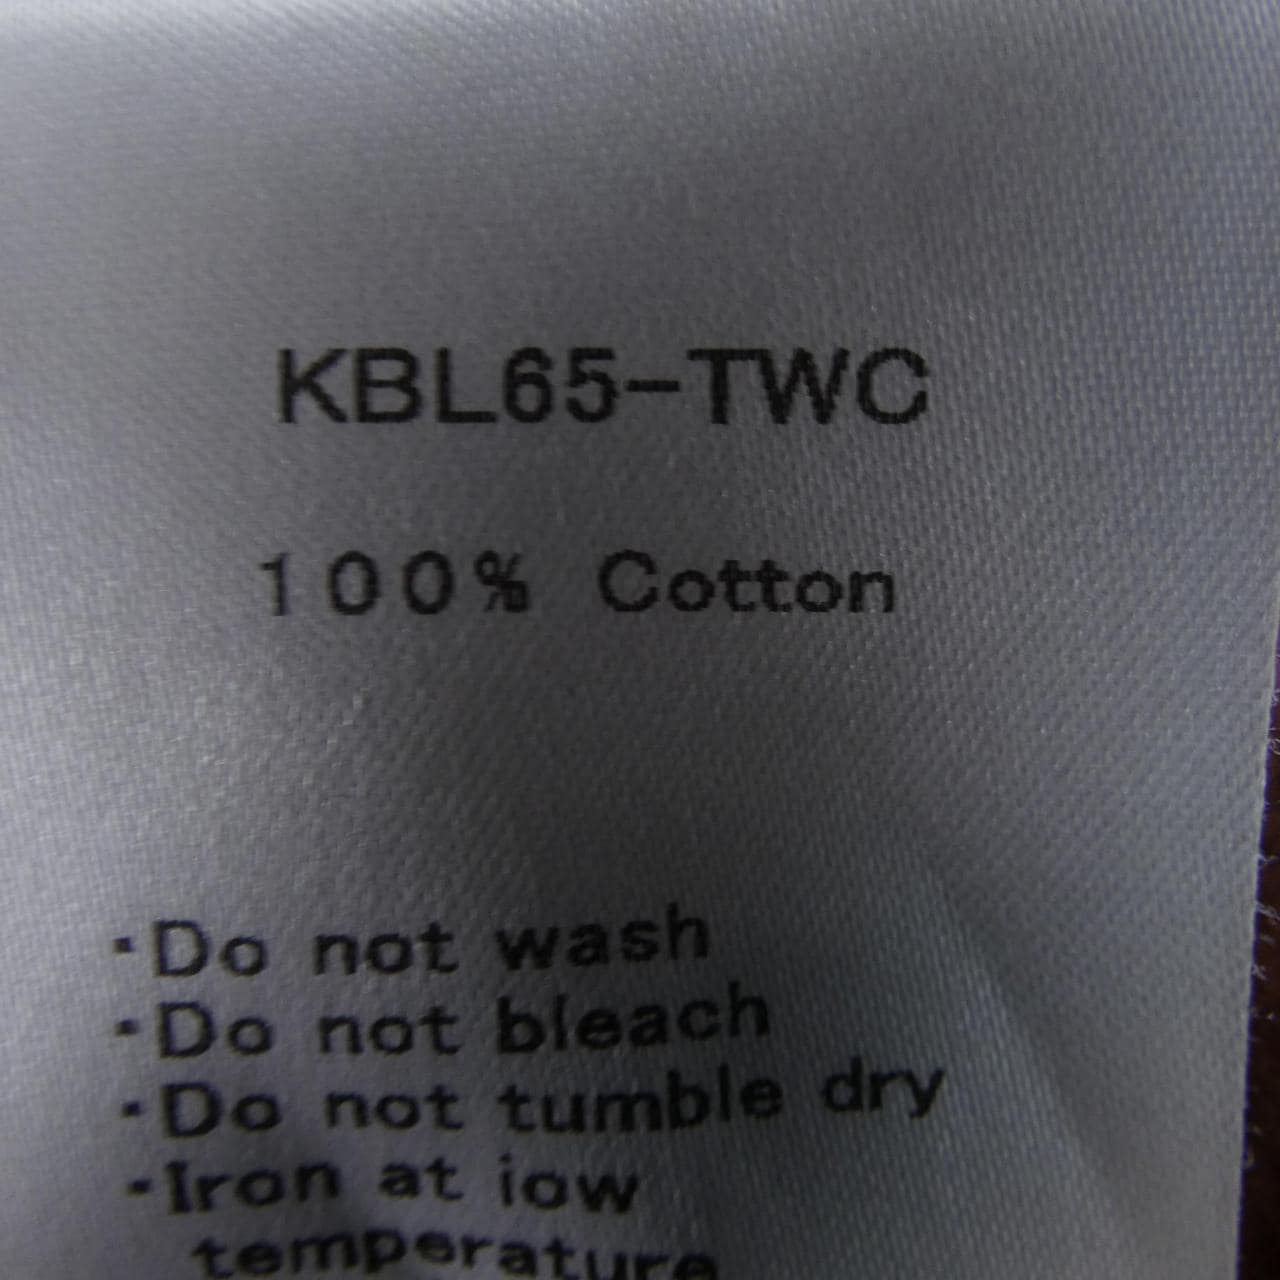 KBL65-TWC
100% Cotton
・Do not wash
・Do not bleach
・Do not tumble dry
・Iron at iow
temperature